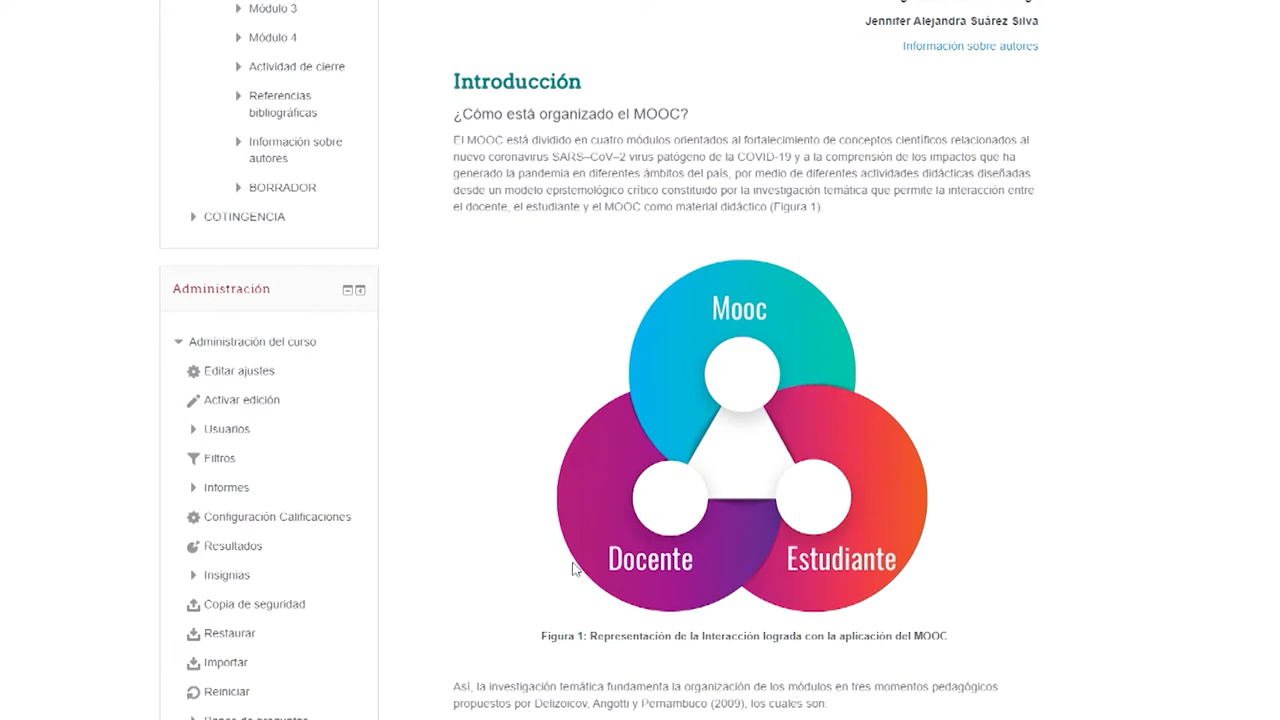 Módulo 3
Módulo 4
Actividad de cierre
Referencias
bibliográficas
Información sobre
autores
BORRADOR
COTINGENCIA
Administración
Administración del curso
Editar ajustes
Activar edición
Usuarios
Filtros
Informes
Configuración Calificaciones
Resultados
Insignias
Copia de seguridad
Restaurar
Importar
Reiniciar
Jennifer Alejandra Suárez Silva
Información sobre autores
Introducción
¿Cómo está organizado el MOOC?
El MOOC está dividido en cuatro módulos orientados al fortalecimiento de conceptos científicos relacionados al
nuevo coronavirus SARS–CoV–2 virus patógeno de la COVID-19 y a la comprensión de los impactos que ha
generado la pandemia en diferentes ámbitos del país, por medio de diferentes actividades didácticas diseñadas
desde un modelo epistemológico crítico constituido por la investigación temática que permite la interacción entre
el docente, el estudiante y el MOOC como material didáctico (Figura 1).
Mooc
Docente
Estudiante
Figura 1: Representación de la Interacción lograda con la aplicación del MOOC
Así, la investigación temática fundamenta la organización de los módulos en tres momentos pedagógicos
propuestos por Delizoicov, Angotti y Pernambuco (2009), los cuales son: